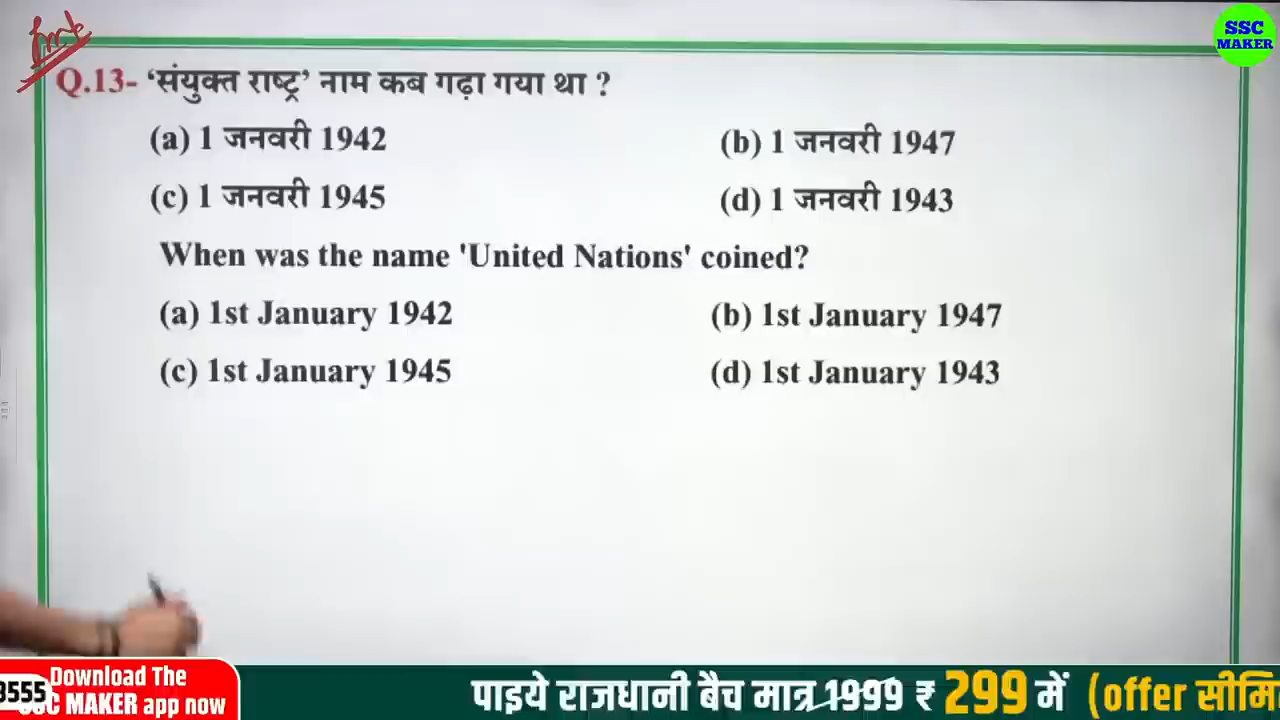 SSC
MAKER
Q.13- ‘संयुक्त राष्ट्र’ नाम कब गढ़ा गया था ?
(a) 1 जनवरी 1942 (b) 1 जनवरी 1947
(c) 1 जनवरी 1945 (d) 1 जनवरी 1943
When was the name 'United Nations' coined?
(a) 1st January 1942 (b) 1st January 1947
(c) 1st January 1945 (d) 1st January 1943
Download The
MAKER app now
पाइये राजधानी बैच मात्र 1999 ₹ 299 में (offer